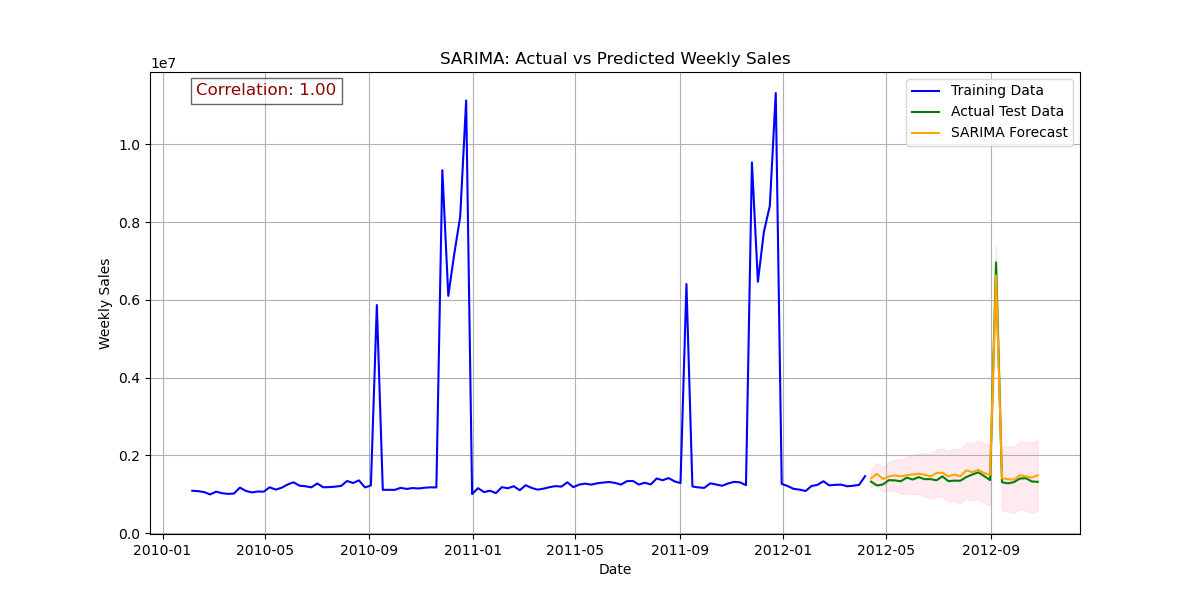 SARIMA: Actual vs Predicted Weekly Sales
1e7
Correlation: 1.00
Training Data
Actual Test Data
SARIMA Forecast
1.0
0.8
0.6
0.4
0.2
0.0
Weekly Sales
2010-01 2010-05 2010-09 2011-01 2011-05 2011-09 2012-01 2012-05 2012-09
Date